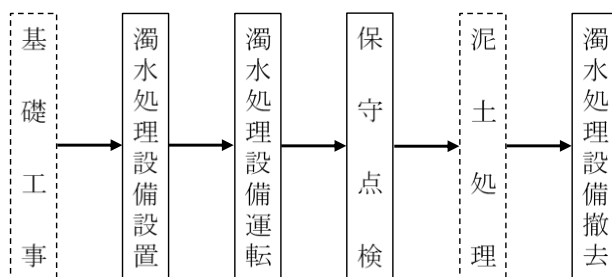 基礎工事
濁水処理設備設置
濁水処理設備運転
保守点検
泥土処理
濁水処理設備撤去